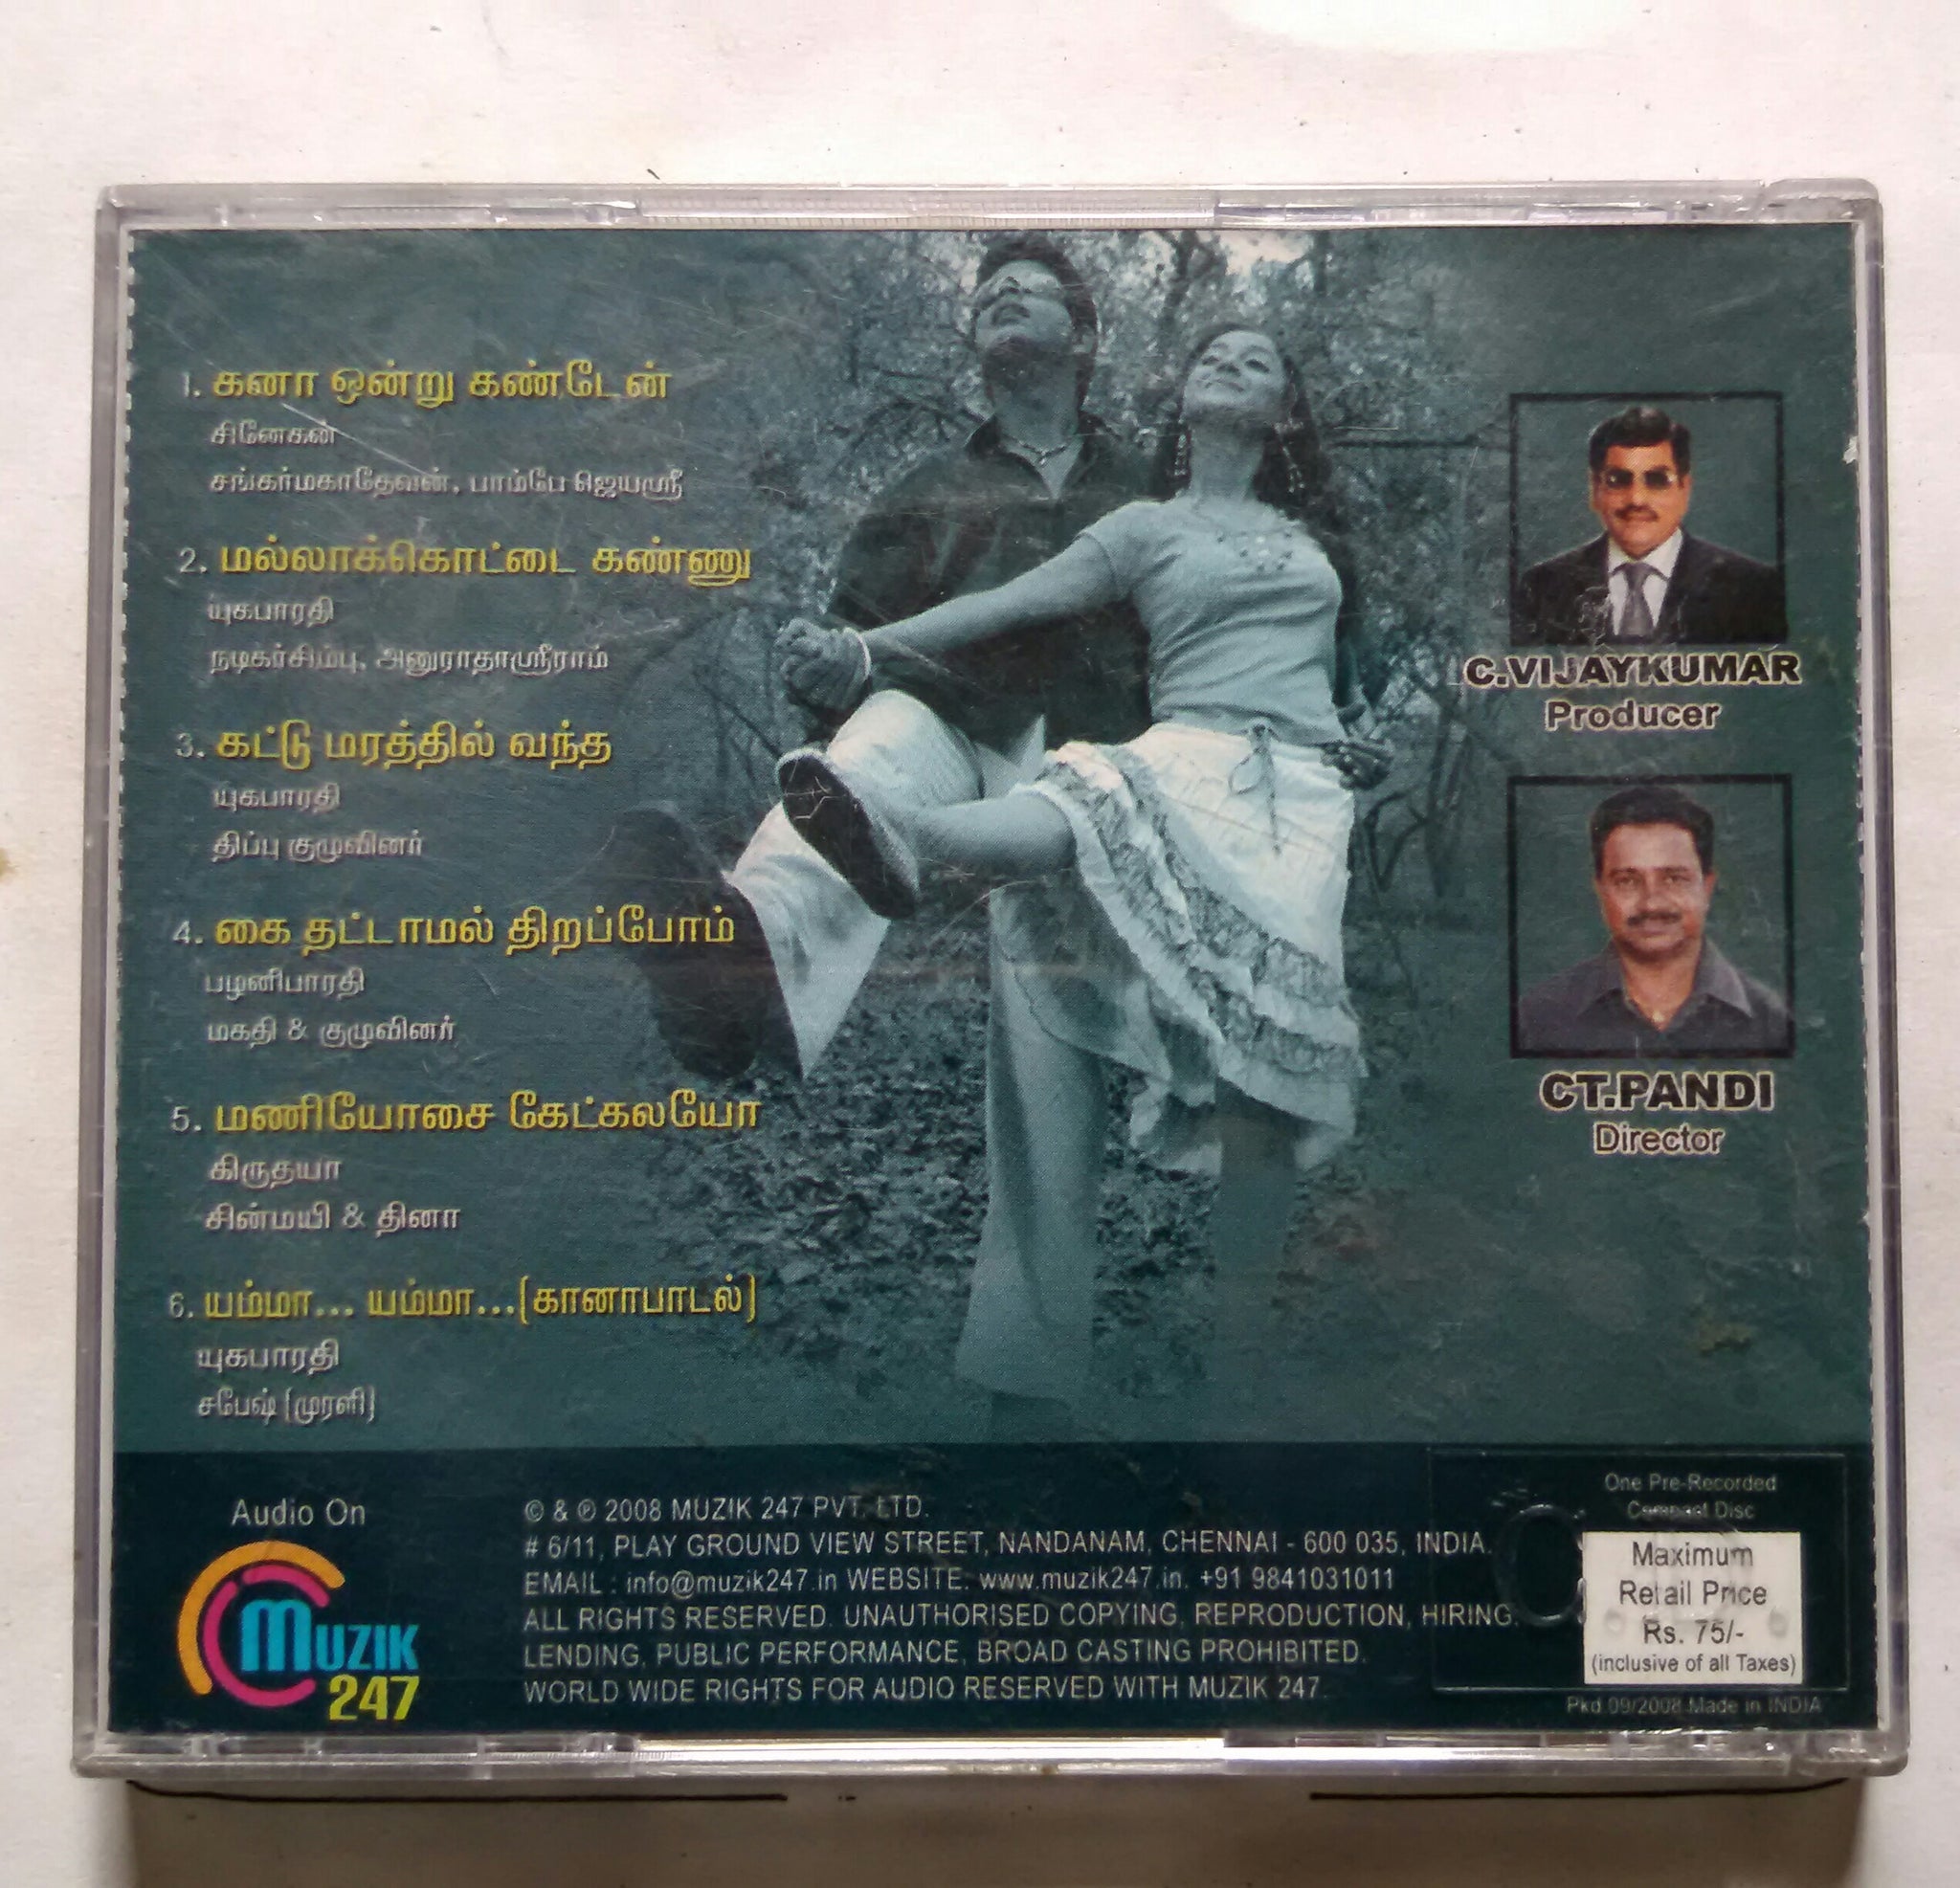 1. கனா ஒன்று கண்டேன்
சினேகன்
சங்கர்மகாதேவன், பாம்பே ஜெயஸ்ரீ
2. மல்லாக்கொட்டை கண்ணு
யுகபாரதி
நடிகர்சிம்பு, அனுராதாஸ்ரீராம்
3. கட்டு மரத்தில் வந்த
யுகபாரதி
திப்பு குழுவினர்
4. கை தட்டாமல் திறப்போம்
பழனிபாரதி
மகதி & குழுவினர்
5. மணியோசை கேட்கலயோ
கிருதயா
சின்மயி & தினா
6. யம்மா... யம்மா...(கானாபாடல்)
யுகபாரதி
சபேஷ் (முரளி)
C.VIJAYKUMAR
Producer
CT.PANDI
Director
Audio On
MUZIK
247
© & ℗ 2008 MUZIK 247 PVT. LTD.
# 6/11, PLAY GROUND VIEW STREET, NANDANAM, CHENNAI - 600 035, INDIA.
EMAIL : info@muzik247.in WEBSITE: www.muzik247.in. +91 9841031011
ALL RIGHTS RESERVED. UNAUTHORISED COPYING, REPRODUCTION, HIRING,
LENDING, PUBLIC PERFORMANCE, BROAD CASTING PROHIBITED.
WORLD WIDE RIGHTS FOR AUDIO RESERVED WITH MUZIK 247.
One Pre-Recorded
Compact Disc
Maximum
Retail Price
Rs. 75/-
(inclusive of all Taxes)
Pkd.09/2008.Made in INDIA